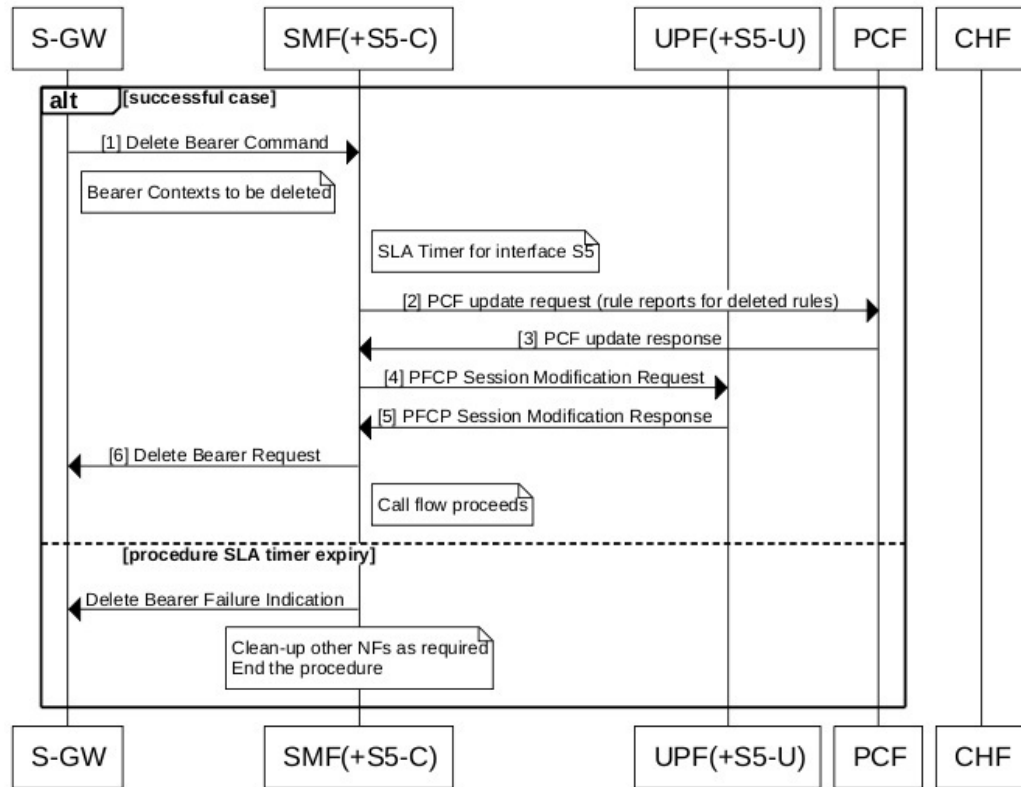 S-GW
SMF(+S5-C)
UPF(+S5-U)
PCF
CHF
alt
[successful case]
[1] Delete Bearer Command
Bearer Contexts to be deleted
SLA Timer for interface S5
[2] PCF update request (rule reports for deleted rules)
[3] PCF update response
[4] PFCP Session Modification Request
[5] PFCP Session Modification Response
[6] Delete Bearer Request
Call flow proceeds
[procedure SLA timer expiry]
Delete Bearer Failure Indication
Clean-up other NFs as required
End the procedure
S-GW
SMF(+S5-C)
UPF(+S5-U)
PCF
CHF